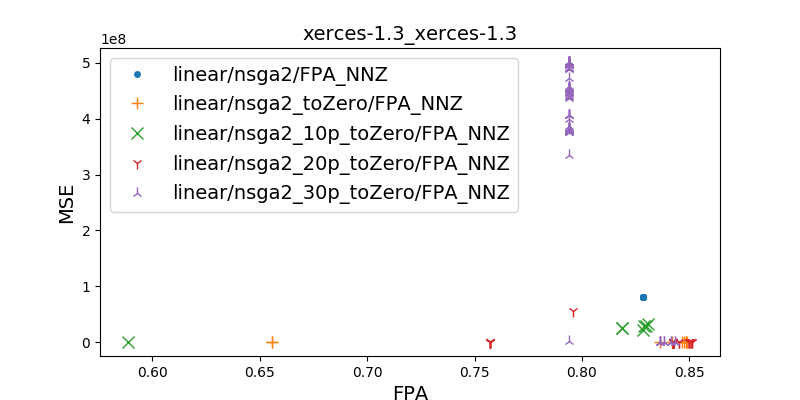 xerces-1.3_xerces-1.3
1e8
linear/nsga2/FPA_NNZ
linear/nsga2_toZero/FPA_NNZ
linear/nsga2_10p_toZero/FPA_NNZ
linear/nsga2_20p_toZero/FPA_NNZ
linear/nsga2_30p_toZero/FPA_NNZ
5
4
3
2
1
0
MSE
0.60 0.65 0.70 0.75 0.80 0.85
FPA